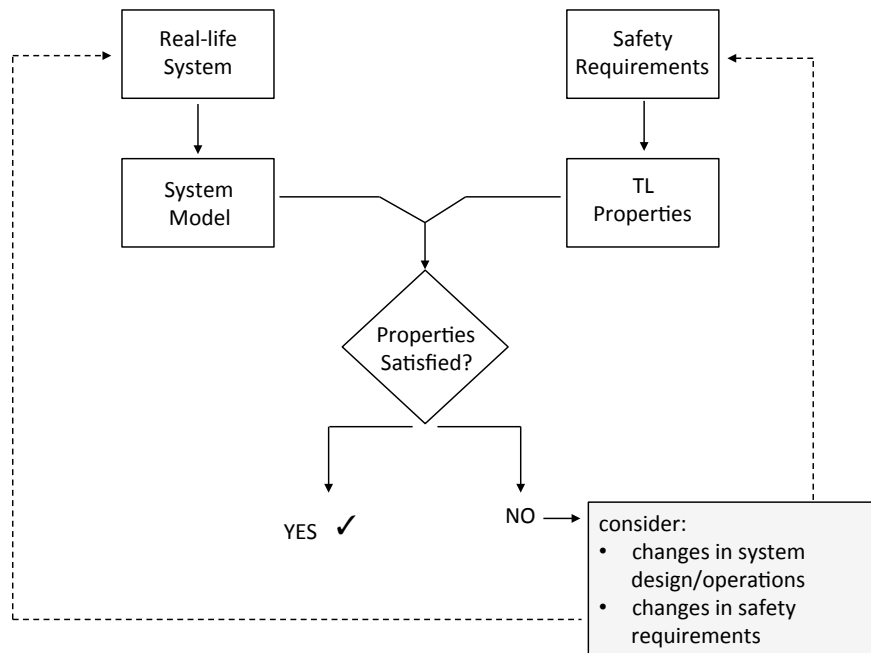 Real-life
System
Safety
Requirements
System
Model
TL
Properties
Properties
Satisfied?
YES ✓
NO
consider:
• changes in system
design/operations
• changes in safety
requirements